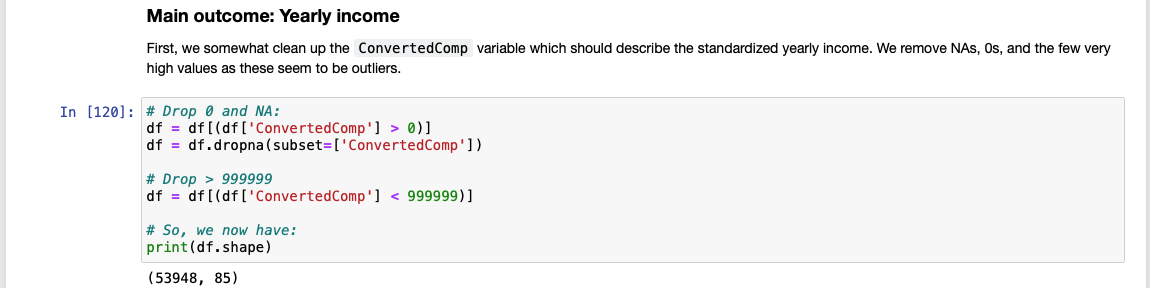 Main outcome: Yearly income
First, we somewhat clean up the ConvertedComp variable which should describe the standardized yearly income. We remove NAs, 0s, and the few very
high values as these seem to be outliers.
In [120]: # Drop 0 and NA:
df = df[(df['ConvertedComp'] > 0)]
df = df.dropna(subset=['ConvertedComp'])
# Drop > 999999
df = df[(df['ConvertedComp'] < 999999)]
# So, we now have:
print(df.shape)
(53948, 85)